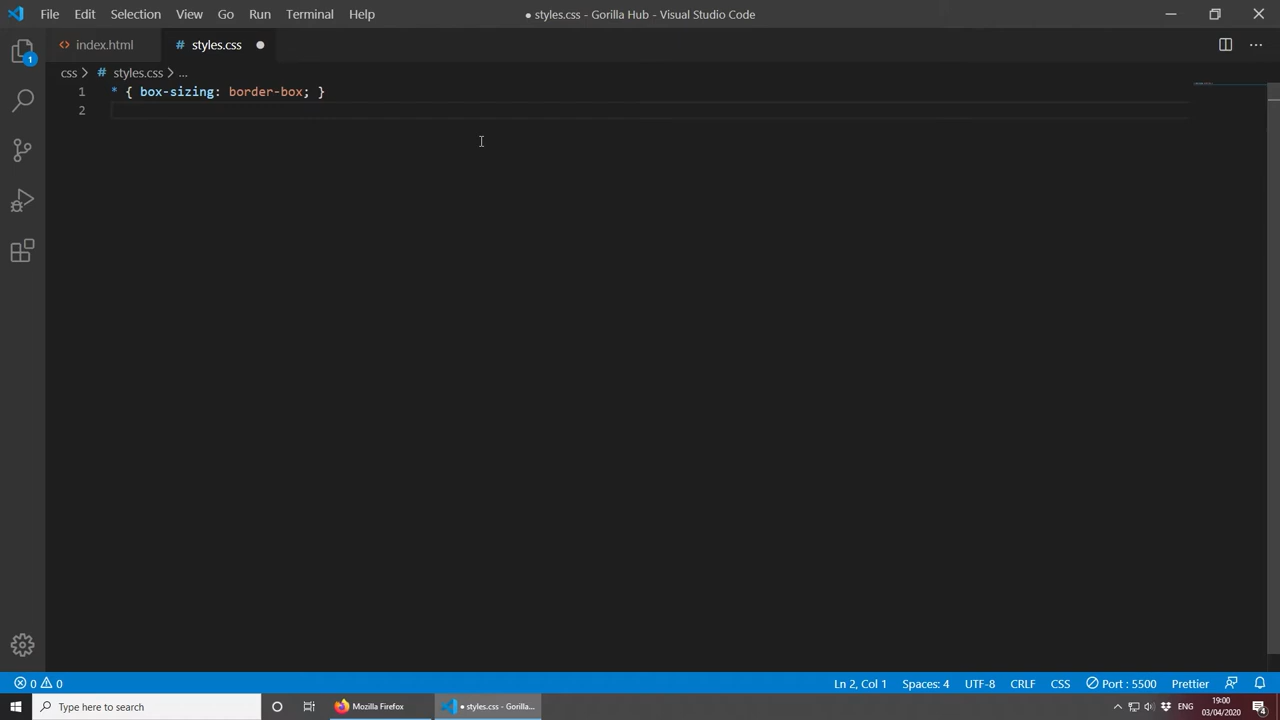 File Edit Selection View Go Run Terminal Help ● styles.css - Gorilla Hub - Visual Studio Code
index.html # styles.css ●
css > # styles.css > ...
1 * { box-sizing: border-box; }
2
1
0 0 Ln 2, Col 1 Spaces: 4 UTF-8 CRLF CSS Port : 5500 Prettier
Type here to search Mozilla Firefox ● styles.css - Gorilla... ENG 19:00 4
03/04/2020